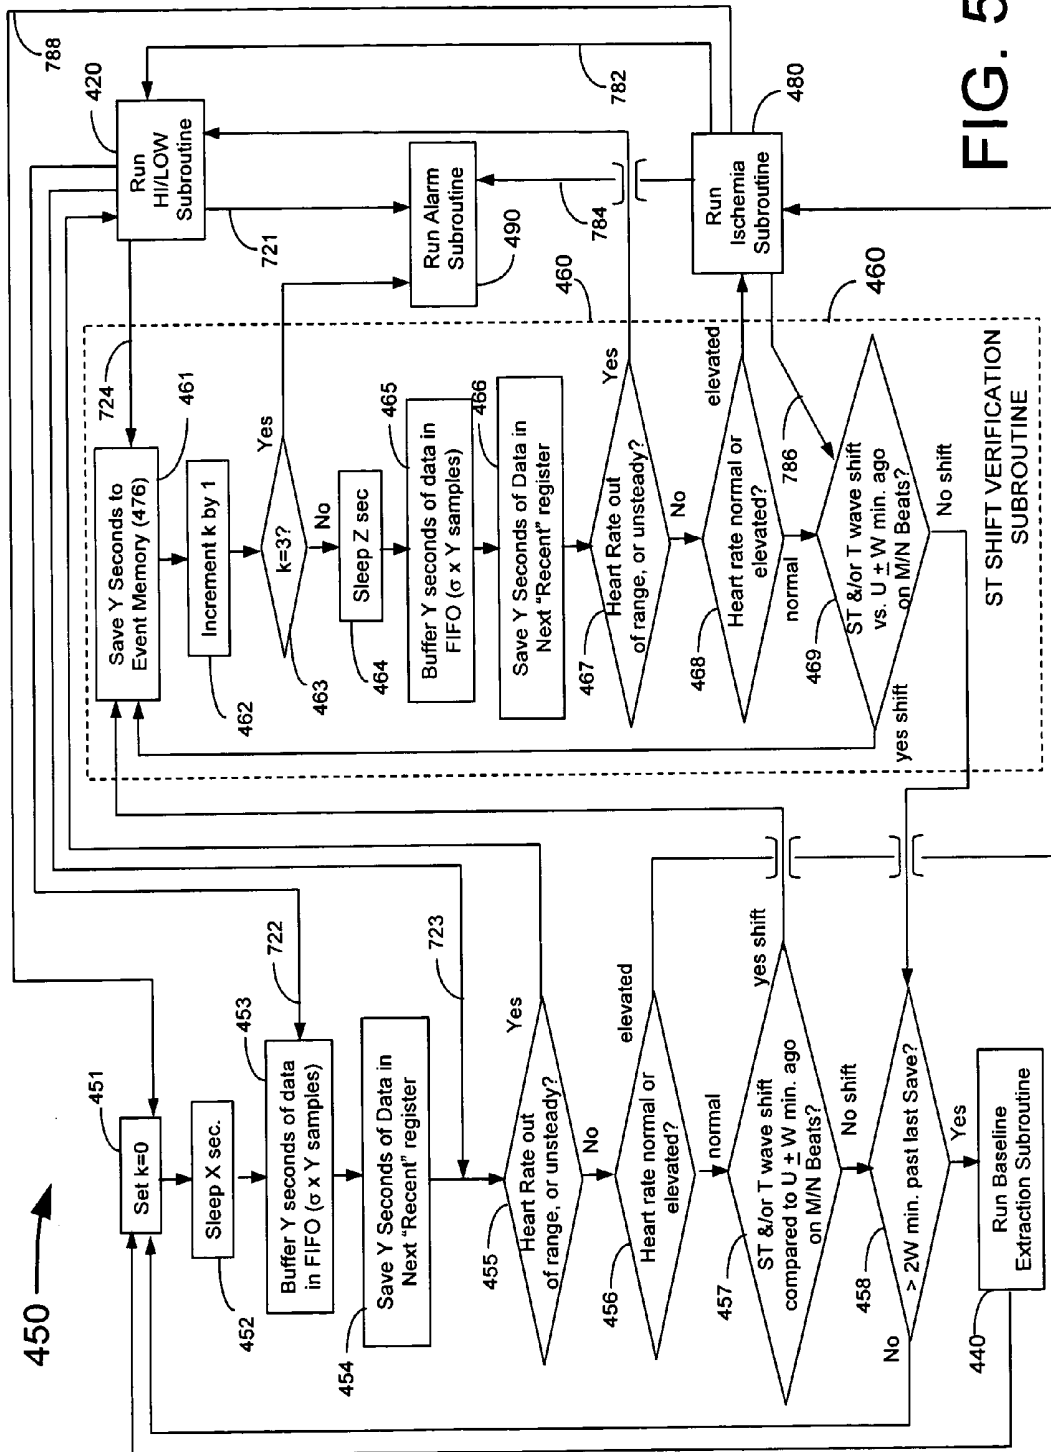 450
451
Set k=0
Sleep X sec.
452
453
Buffer Y seconds of data
in FIFO (σ x Y samples)
722
Save Y Seconds of Data in
Next "Recent" register
454
723
Heart Rate out
of range, or unsteady?
455
Yes
No
Heart rate normal or
elevated?
456
elevated
normal
ST &/or T wave shift
compared to U ± W min. ago
on M/N Beats?
457
yes shift
No shift
> 2W min. past last Save?
458
No
Yes
Run Baseline
Extraction Subroutine
440
788
420
Run
HI/LOW
Subroutine
782
721
724
Run Alarm
Subroutine
490
784
480
Run
Ischemia
Subroutine
460
460
461
Save Y Seconds to
Event Memory (476)
Increment k by 1
462
k=3?
463
Yes
No
Sleep Z sec
464
465
Buffer Y seconds of data in
FIFO (σ x Y samples)
466
Save Y Seconds of Data in
Next "Recent" register
Heart Rate out
of range, or unsteady?
467
Yes
No
Heart rate normal or
elevated?
468
elevated
normal
786
ST &/or T wave shift
vs. U ± W min. ago
on M/N Beats?
469
yes shift
No shift
ST SHIFT VERIFICATION
SUBROUTINE
FIG. 5